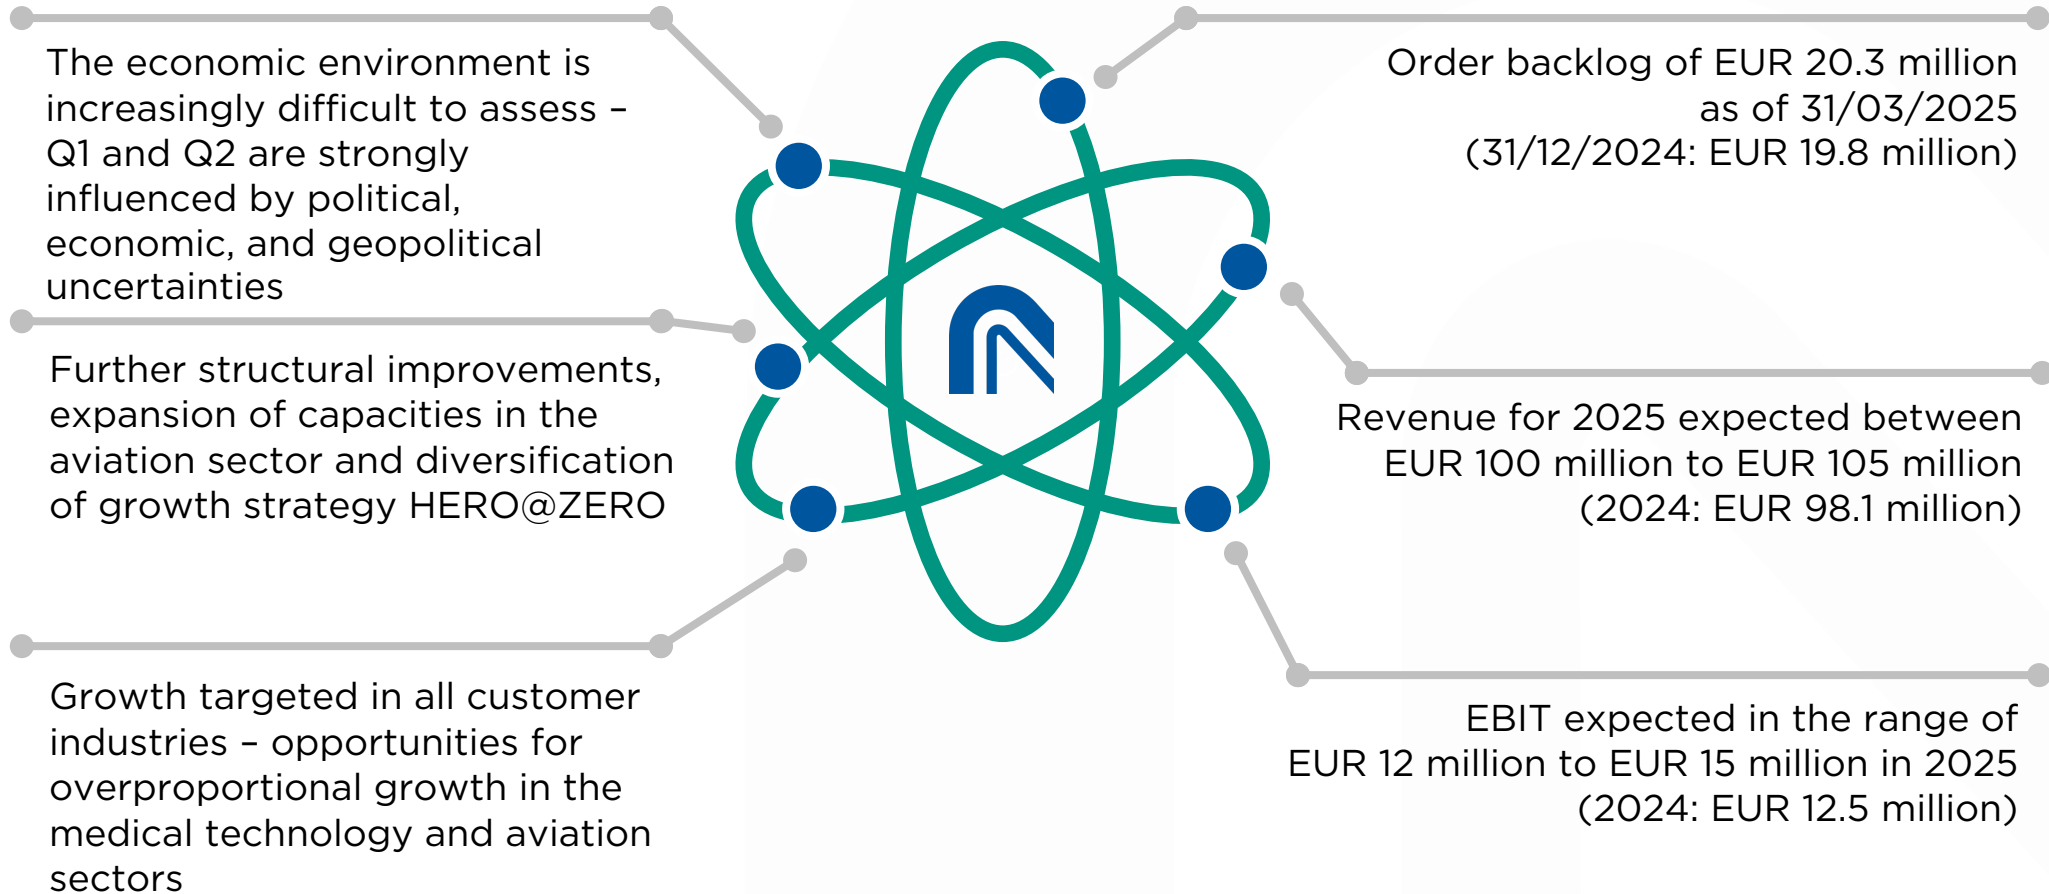 The economic environment is
increasingly difficult to assess –
Q1 and Q2 are strongly
influenced by political,
economic, and geopolitical
uncertainties
Further structural improvements,
expansion of capacities in the
aviation sector and diversification
of growth strategy HERO@ZERO
Growth targeted in all customer
industries – opportunities for
overproportional growth in the
medical technology and aviation
sectors
Order backlog of EUR 20.3 million
as of 31/03/2025
(31/12/2024: EUR 19.8 million)
Revenue for 2025 expected between
EUR 100 million to EUR 105 million
(2024: EUR 98.1 million)
EBIT expected in the range of
EUR 12 million to EUR 15 million in 2025
(2024: EUR 12.5 million)